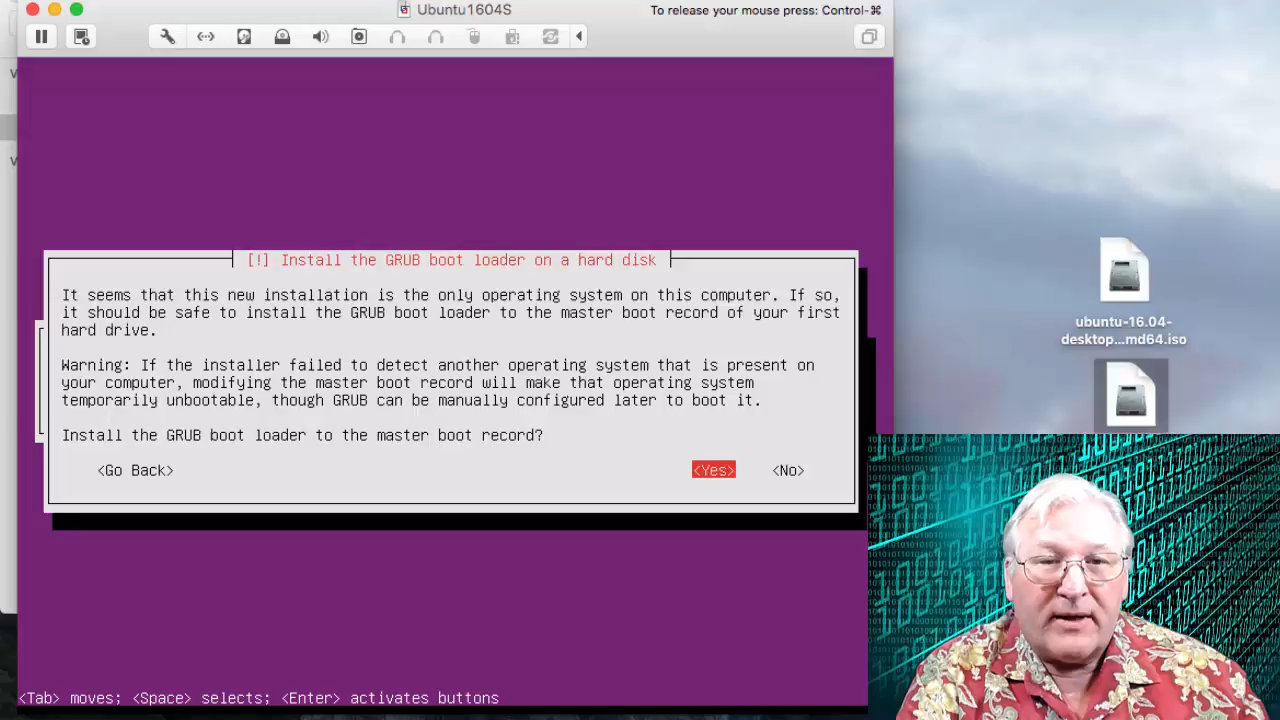 Ubuntu1604S
To release your mouse press: Control-⌘
[!] Install the GRUB boot loader on a hard disk
It seems that this new installation is the only operating system on this computer. If so,
it should be safe to install the GRUB boot loader to the master boot record of your first
hard drive.
Warning: If the installer failed to detect another operating system that is present on
your computer, modifying the master boot record will make that operating system
temporarily unbootable, though GRUB can be manually configured later to boot it.
Install the GRUB boot loader to the master boot record?
<Go Back>
<Yes>
<No>
<Tab> moves; <Space> selects; <Enter> activates buttons
ubuntu-16.04-
desktop...md64.iso